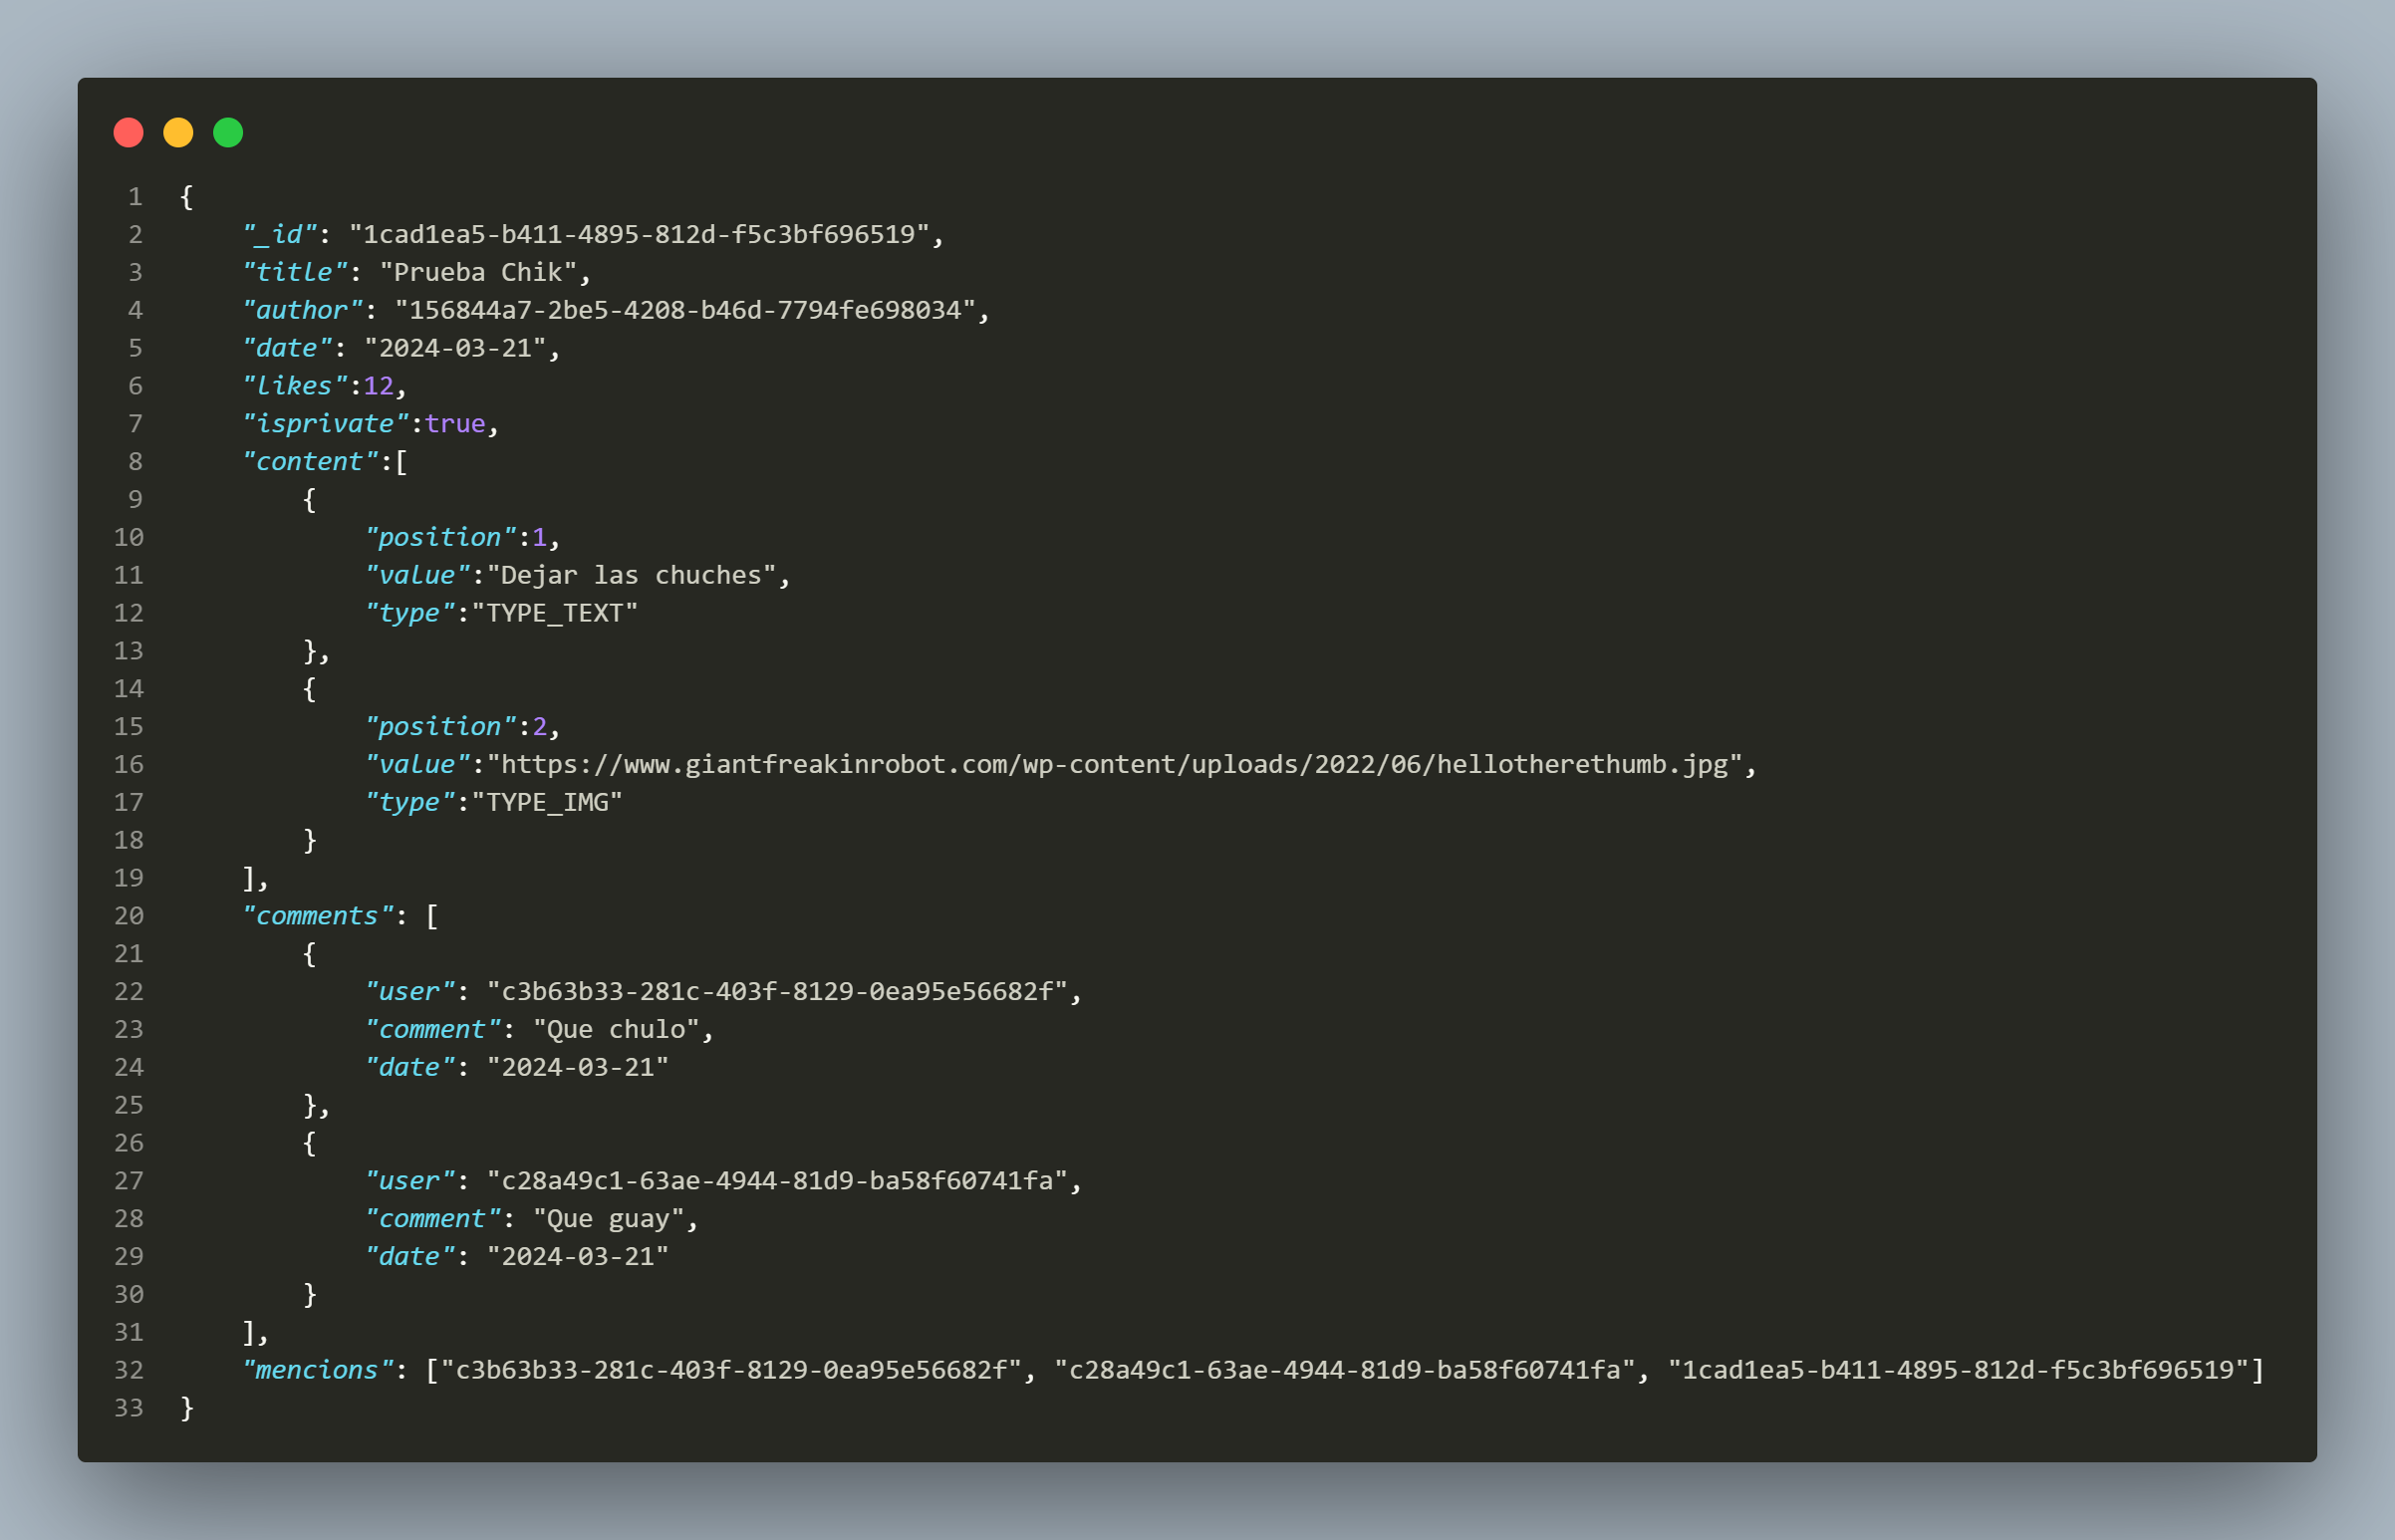 1 {
2 "_id": "1cad1ea5-b411-4895-812d-f5c3bf696519",
3 "title": "Prueba Chik",
4 "author": "156844a7-2be5-4208-b46d-7794fe698034",
5 "date": "2024-03-21",
6 "likes":12,
7 "isprivate":true,
8 "content":[
9 {
10 "position":1,
11 "value":"Dejar las chuches",
12 "type":"TYPE_TEXT"
13 },
14 {
15 "position":2,
16 "value":"https://www.giantfreakinrobot.com/wp-content/uploads/2022/06/hellotherethumb.jpg",
17 "type":"TYPE_IMG"
18 }
19 ],
20 "comments": [
21 {
22 "user": "c3b63b33-281c-403f-8129-0ea95e56682f",
23 "comment": "Que chulo",
24 "date": "2024-03-21"
25 },
26 {
27 "user": "c28a49c1-63ae-4944-81d9-ba58f60741fa",
28 "comment": "Que guay",
29 "date": "2024-03-21"
30 }
31 ],
32 "mencions": ["c3b63b33-281c-403f-8129-0ea95e56682f", "c28a49c1-63ae-4944-81d9-ba58f60741fa", "1cad1ea5-b411-4895-812d-f5c3bf696519"]
33 }